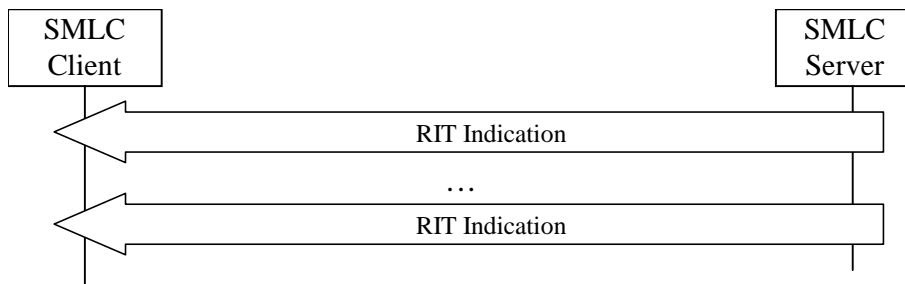 SMLC
Client
SMLC
Server
RIT Indication
…
RIT Indication